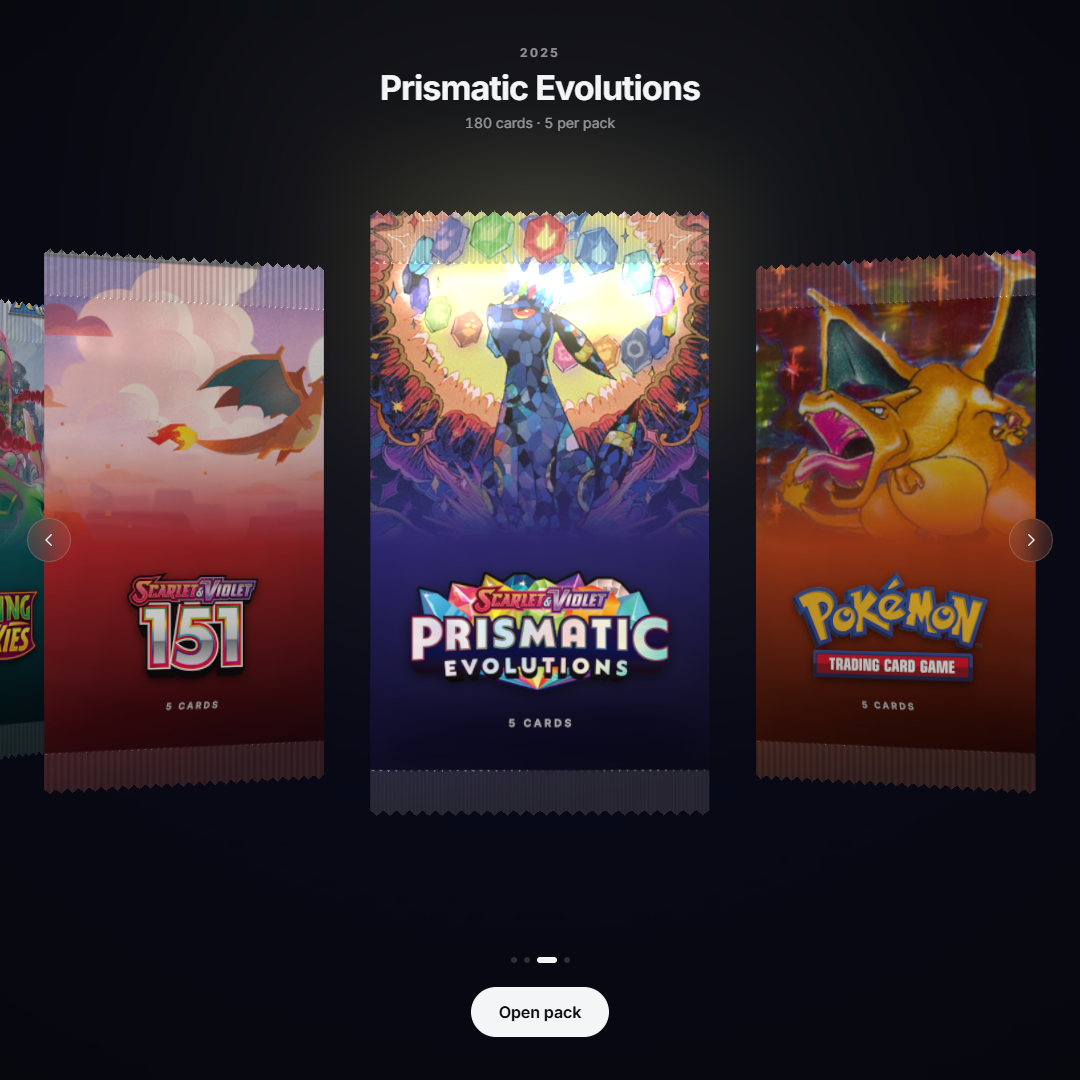 2025
Prismatic Evolutions
180 cards · 5 per pack
SCARLET & VIOLET
151
5 CARDS
SCARLET & VIOLET
PRISMATIC
EVOLUTIONS
5 CARDS
POKéMON
TRADING CARD GAME
5 CARDS
Open pack